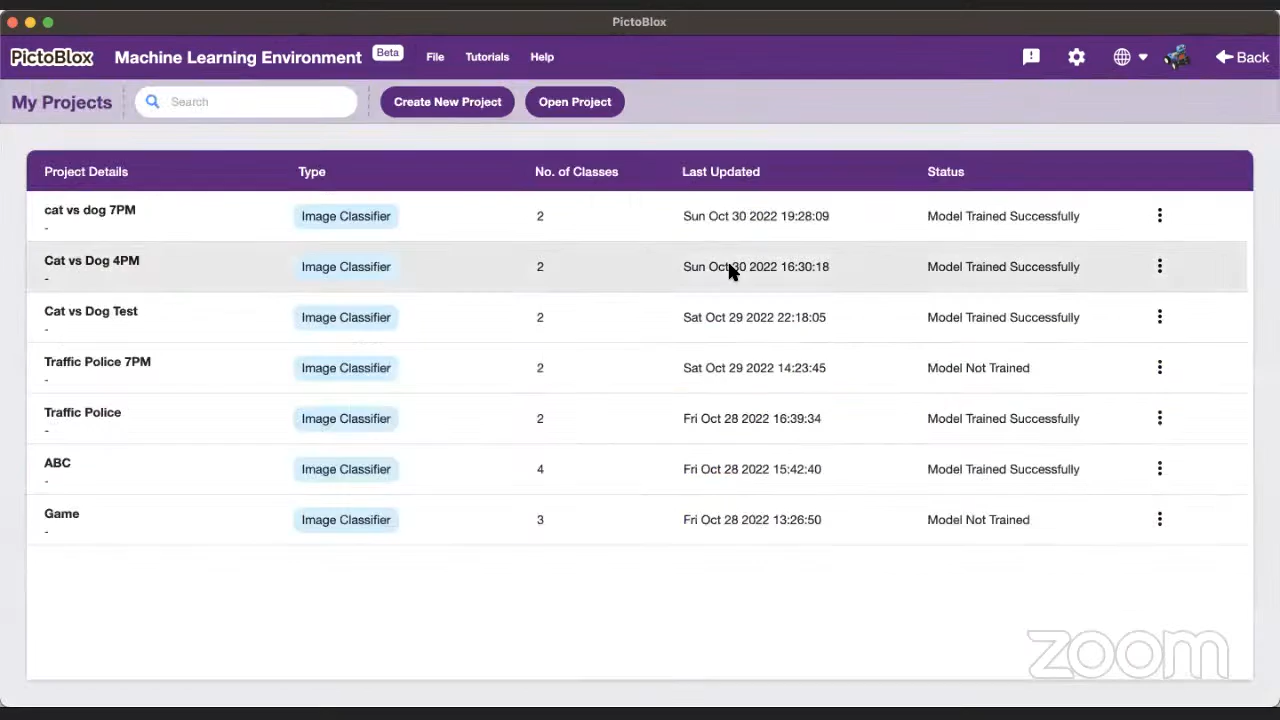 PictoBlox
PictoBlox Machine Learning Environment Beta File Tutorials Help Back
My Projects Search Create New Project Open Project
Project Details Type No. of Classes Last Updated Status
cat vs dog 7PM Image Classifier 2 Sun Oct 30 2022 19:28:09 Model Trained Successfully
-
Cat vs Dog 4PM Image Classifier 2 Sun Oct 30 2022 16:30:18 Model Trained Successfully
-
Cat vs Dog Test Image Classifier 2 Sat Oct 29 2022 22:18:05 Model Trained Successfully
-
Traffic Police 7PM Image Classifier 2 Sat Oct 29 2022 14:23:45 Model Not Trained
-
Traffic Police Image Classifier 2 Fri Oct 28 2022 16:39:34 Model Trained Successfully
-
ABC Image Classifier 4 Fri Oct 28 2022 15:42:40 Model Trained Successfully
-
Game Image Classifier 3 Fri Oct 28 2022 13:26:50 Model Not Trained
-
zoom